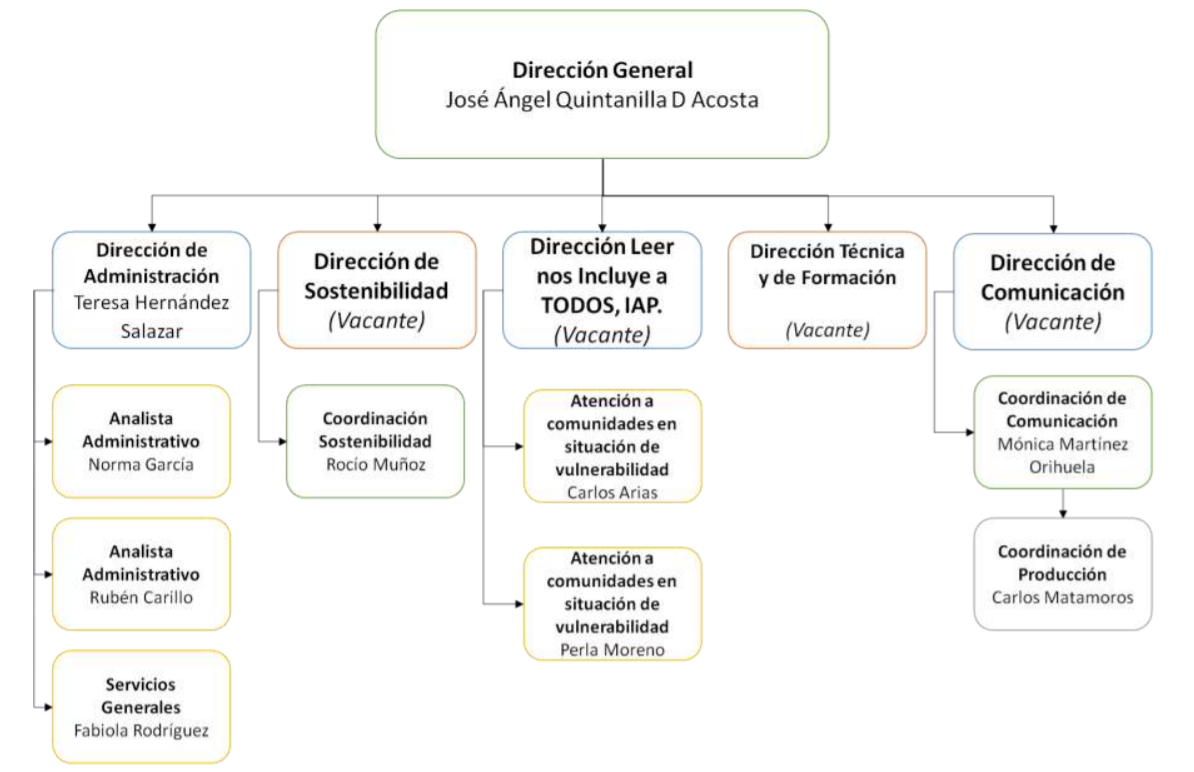 Dirección General
José Ángel Quintanilla D Acosta
Dirección de
Administración
Teresa Hernández
Salazar
Dirección de
Sostenibilidad
(Vacante)
Dirección Leer
nos Incluye a
TODOS, IAP.
(Vacante)
Dirección Técnica
y de Formación
(Vacante)
Dirección de
Comunicación
(Vacante)
Analista
Administrativo
Norma García
Coordinación
Sostenibilidad
Rocío Muñoz
Atención a
comunidades en
situación de
vulnerabilidad
Carlos Arias
Coordinación de
Comunicación
Mónica Martínez
Orihuela
Analista
Administrativo
Rubén Carillo
Atención a
comunidades en
situación de
vulnerabilidad
Perla Moreno
Coordinación de
Producción
Carlos Matamoros
Servicios
Generales
Fabiola Rodríguez